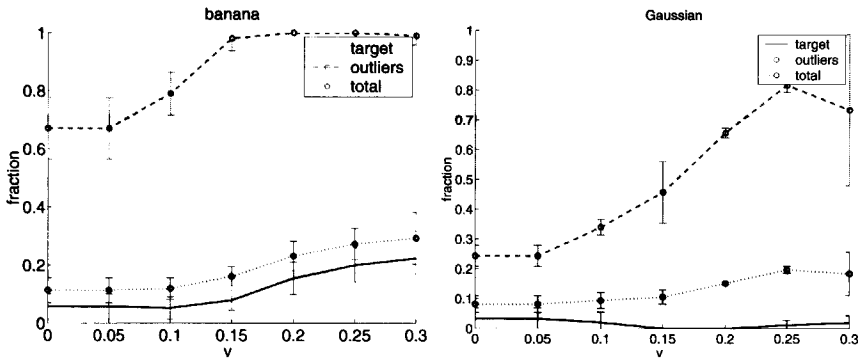 banana
1
0.8
0.6
0.4
0.2
0
fraction
target
outliers
total
0 0.05 0.1 0.15 0.2 0.25 0.3
ν
Gaussian
1
0.9
0.8
0.7
0.6
0.5
0.4
0.3
0.2
0.1
0
fraction
target
outliers
total
0 0.05 0.1 0.15 0.2 0.25 0.3
ν